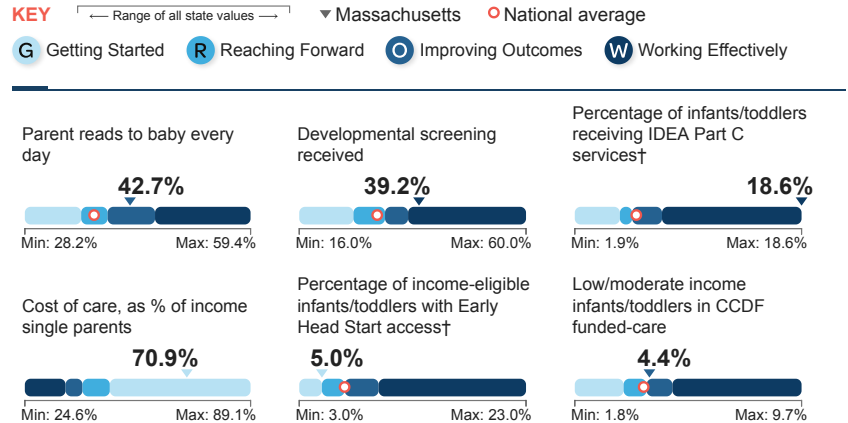 KEY Range of all state values Massachusetts National average
G Getting Started R Reaching Forward O Improving Outcomes W Working Effectively
Parent reads to baby every
day
42.7%
Min: 28.2% Max: 59.4%
Developmental screening
received
39.2%
Min: 16.0% Max: 60.0%
Percentage of infants/toddlers
receiving IDEA Part C
services†
18.6%
Min: 1.9% Max: 18.6%
Cost of care, as % of income
single parents
70.9%
Min: 24.6% Max: 89.1%
Percentage of income-eligible
infants/toddlers with Early
Head Start access†
5.0%
Min: 3.0% Max: 23.0%
Low/moderate income
infants/toddlers in CCDF
funded-care
4.4%
Min: 1.8% Max: 9.7%